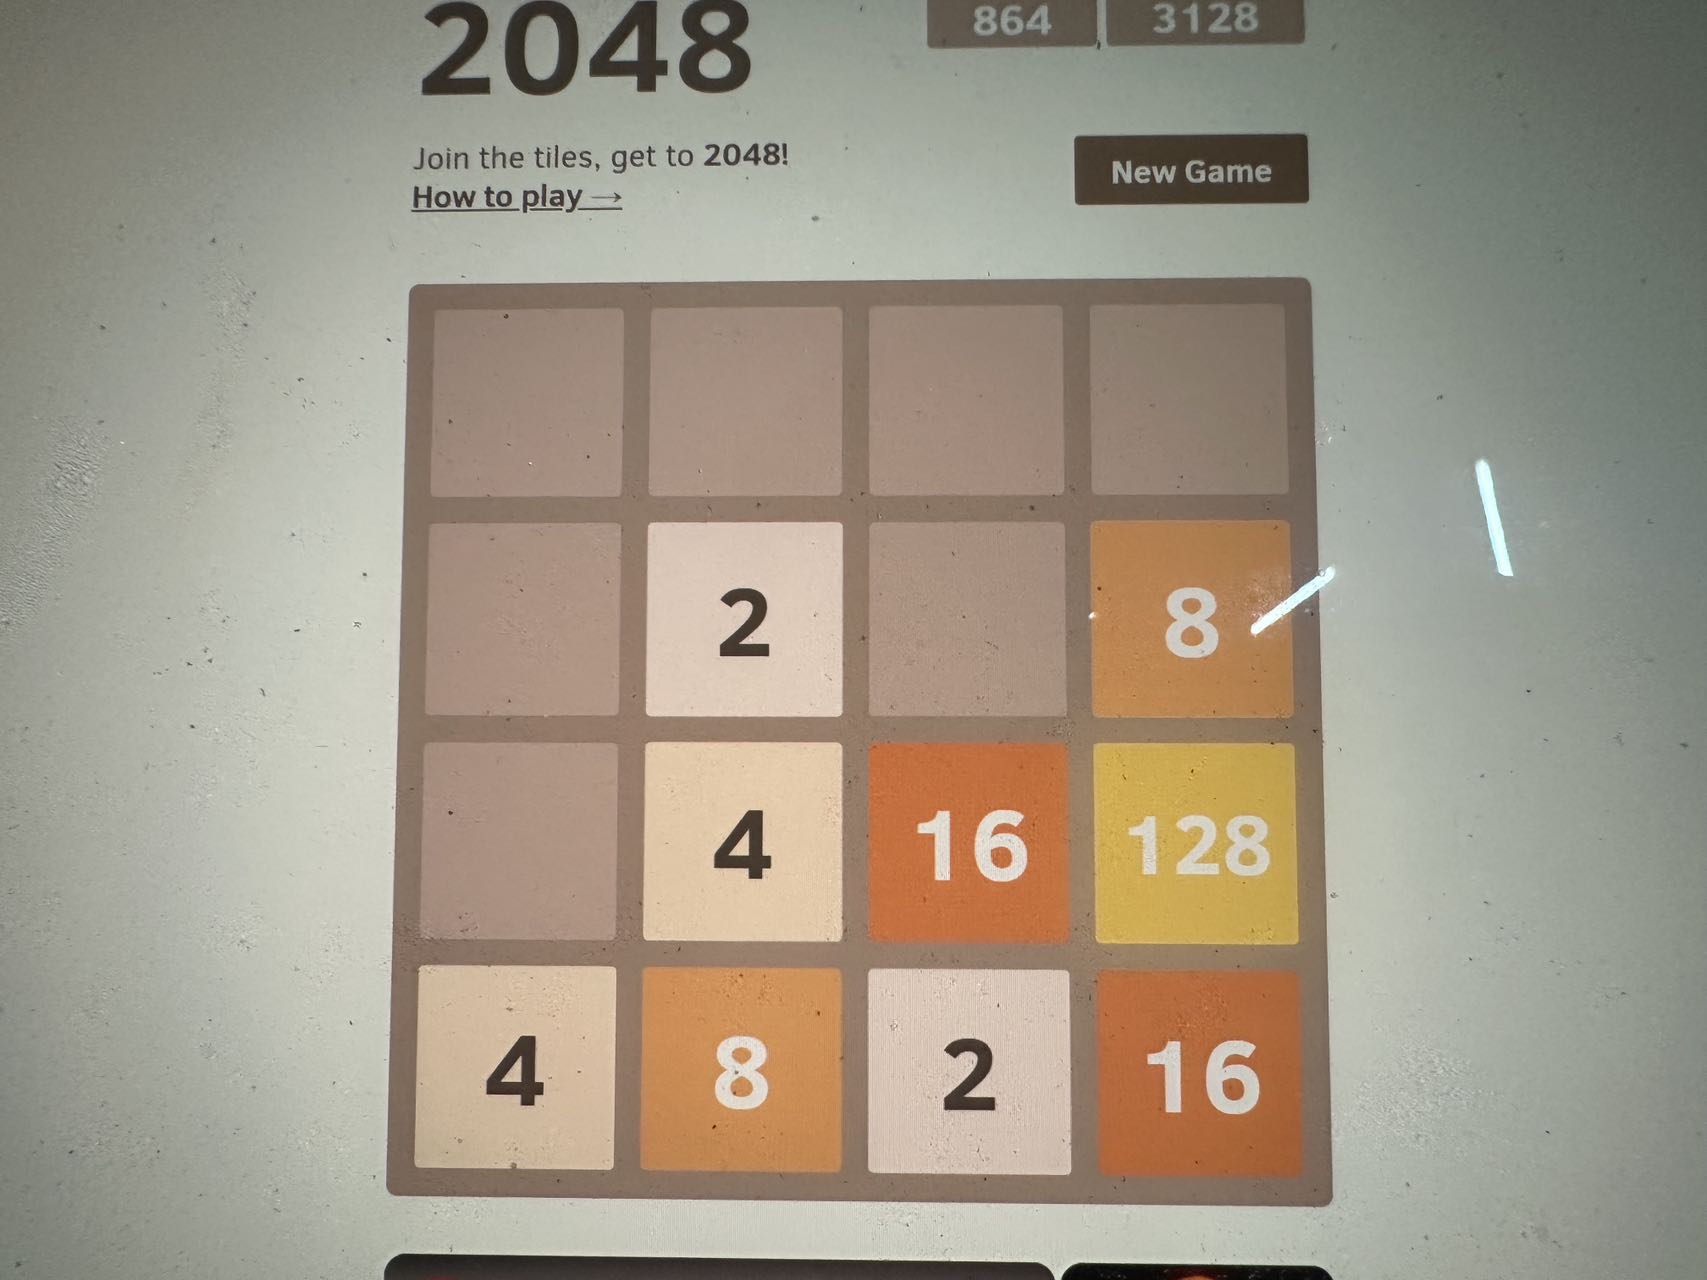 2048
864 3128
Join the tiles, get to 2048!
How to play →
New Game
2 8
4 16 128
4 8 2 16